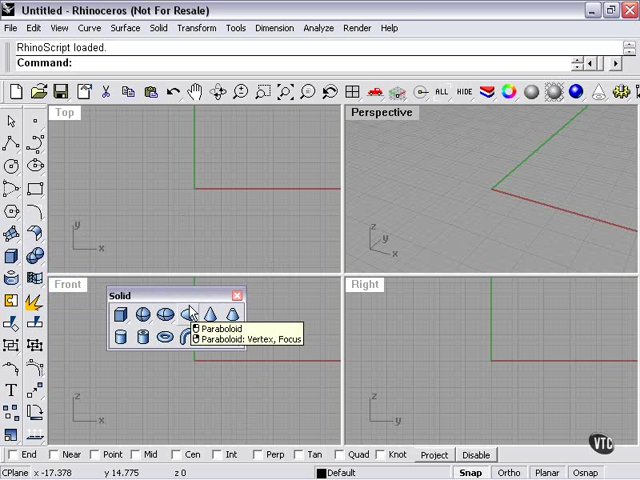 Untitled - Rhinoceros (Not For Resale)
File Edit View Curve Surface Solid Transform Tools Dimension Analyze Render Help
RhinoScript loaded.
Command:
ALL HIDE
Top
Perspective
y
x
z
y
x
Front
Right
Solid
Paraboloid
Paraboloid: Vertex, Focus
z
x
z
y
T
VTC
End Near Point Mid Cen Int Perp Tan Quad Knot Project Disable
CPlane x -17.378 y 14.775 z 0 Default Snap Ortho Planar Osnap